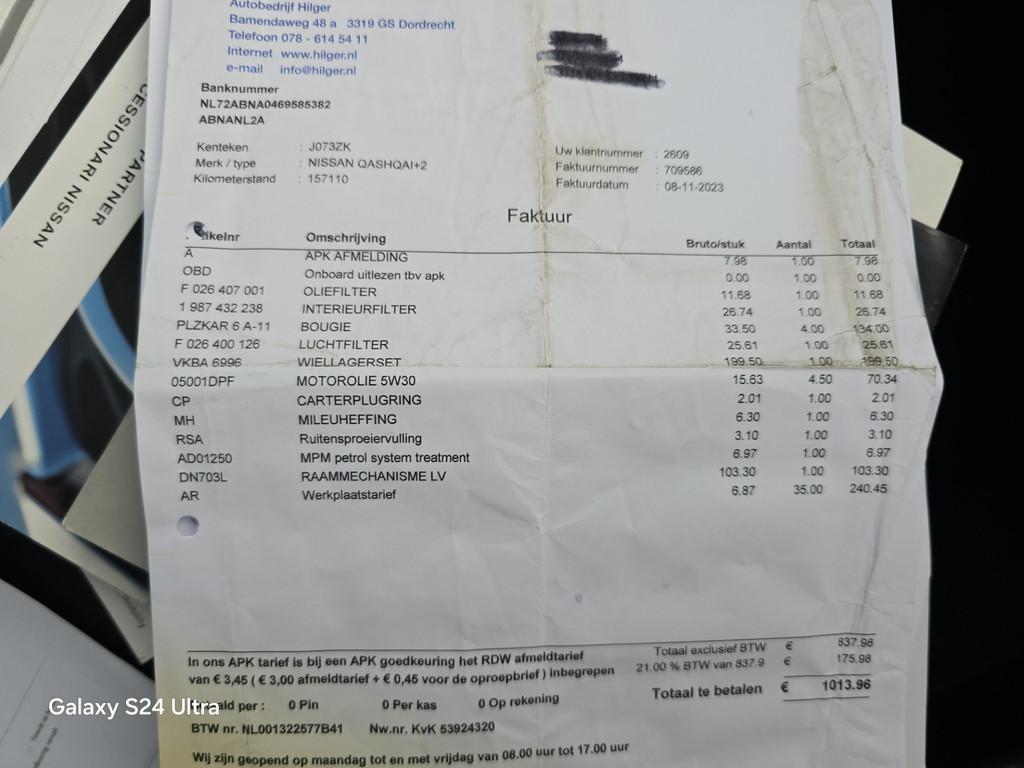 Autobedrijf Hilger
Bamendaweg 48 a 3319 GS Dordrecht
Telefoon 078 - 614 54 11
Internet www.hilger.nl
e-mail info@hilger.nl
Banknummer
NL72ABNA0469585382
ABNANL2A
Kenteken : J073ZK
Merk / type : NISSAN QASHQAI+2
Kilometerstand : 157110
Uw klantnummer : 2609
Faktuurnummer : 709586
Faktuurdatum : 08-11-2023
Faktuur
ikelnr Omschrijving Bruto/stuk Aantal Totaal
A APK AFMELDING 7.98 1.00 7.98
OBD Onboard uitlezen tbv apk 0.00 1.00 0.00
F 026 407 001 OLIEFILTER 11.68 1.00 11.68
1 987 432 238 INTERIEURFILTER 26.74 1.00 26.74
PLZKAR 6 A-11 BOUGIE 33.50 4.00 134.00
F 026 400 126 LUCHTFILTER 25.61 1.00 25.61
VKBA 6996 WIELLAGERSET 199.50 1.00 199.50
05001DPF MOTOROLIE 5W30 15.63 4.50 70.34
CP CARTERPLUGRING 2.01 1.00 2.01
MH MILEUHEFFING 6.30 1.00 6.30
RSA Ruitensproeiervulling 3.10 1.00 3.10
AD01250 MPM petrol system treatment 6.97 1.00 6.97
DN703L RAAMMECHANISME LV 103.30 1.00 103.30
AR Werkplaatstarief 6.87 35.00 240.45
In ons APK tarief is bij een APK goedkeuring het RDW afmeldtarief
van € 3,45 ( € 3,00 afmeldtarief + € 0,45 voor de oproepbrief ) inbegrepen
Totaal exclusief BTW € 837.98
21.00 % BTW van 837.9 € 175.98
Totaal te betalen € 1013.96
ald per : 0 Pin 0 Per kas 0 Op rekening
BTW nr. NL001322577B41 Nw.nr. KvK 53924320
Wij zijn geopend op maandag tot en met vrijdag van 08.00 uur tot 17.00 uur
CESSIONARI NISSAN
PARTNER
Galaxy S24 Ultra